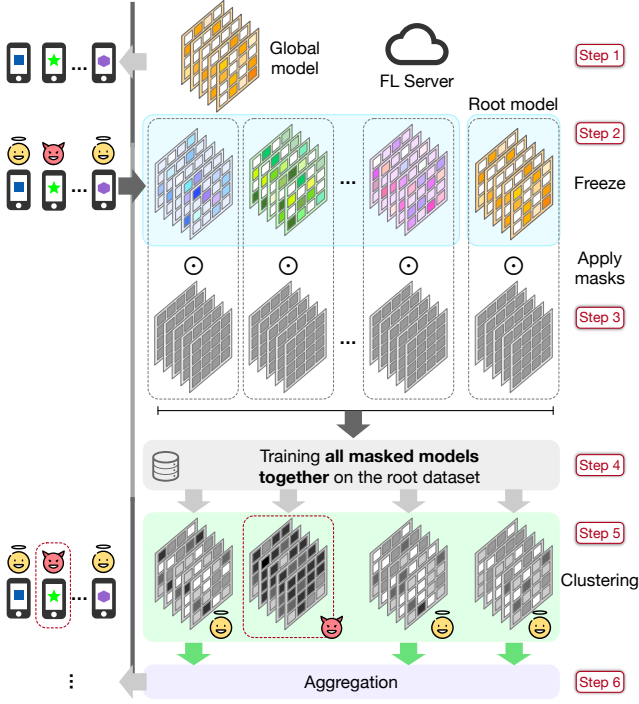 Global
model
FL Server
Step 1
...
Root model
Step 2
Freeze
...
...
Apply
masks
Step 3
...
Training all masked models
together on the root dataset
Step 4
Step 5
Clustering
...
Aggregation
Step 6